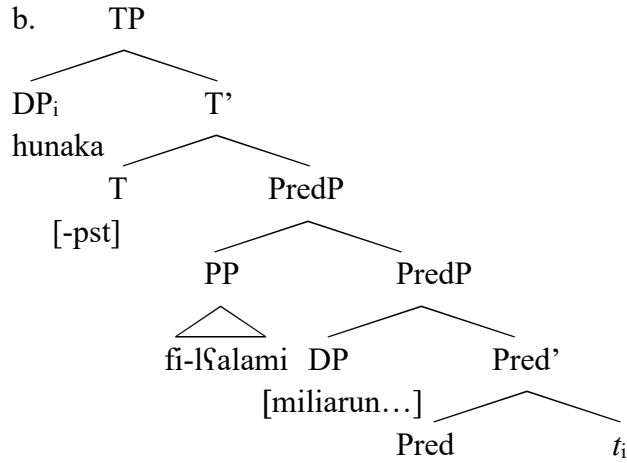 b. TP
DPᵢ T’
hunaka
T PredP
[-pst]
PP PredP
fi-lʕalami DP Pred’
[miliarun…]
Pred tᵢ